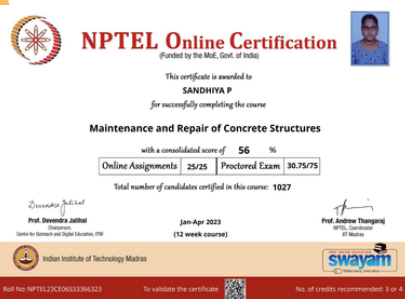 NPTEL Online Certification
(Funded by the MoE, Govt. of India)
This certificate is awarded to
SANDHIYA P
for successfully completing the course
Maintenance and Repair of Concrete Structures
with a consolidated score of 56 %
Online Assignments 25/25 Proctored Exam 30.75/75
Total number of candidates certified in this course: 1027
Devendra Jalihal
Prof. Devendra Jalihal
Chairperson,
Centre for Outreach and Digital Education, IITM
Jan-Apr 2023
(12 week course)
Prof. Andrew Thangaraj
NPTEL, Coordinator
IIT Madras
Indian Institute of Technology Madras
swayam
Roll No: NPTEL23CE06S33366323 To validate the certificate No. of credits recommended: 3 or 4